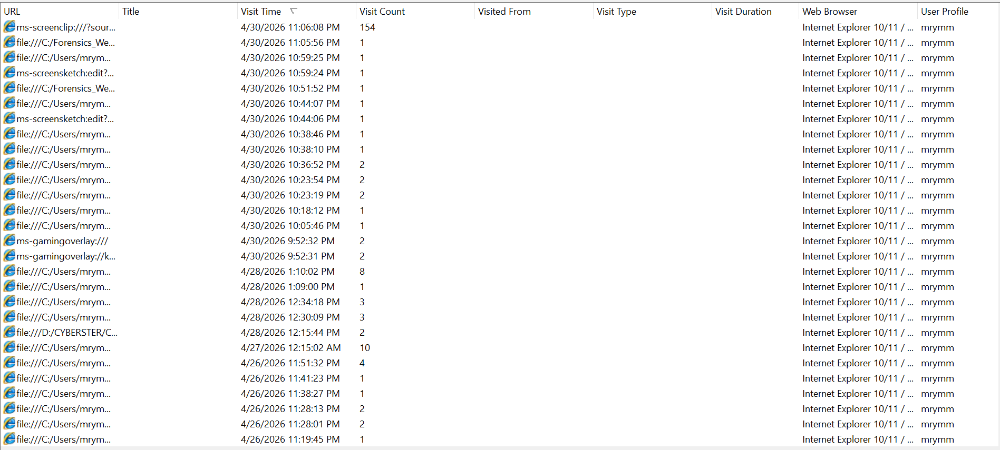 URL Title Visit Time Visit Count Visited From Visit Type Visit Duration Web Browser User Profile
ms-screenclip:///?sour... 4/30/2026 11:06:08 PM 154 Internet Explorer 10/11 / ... mrymm
file:///C:/Forensics_We... 4/30/2026 11:05:56 PM 1 Internet Explorer 10/11 / ... mrymm
file:///C:/Users/mrym... 4/30/2026 10:59:25 PM 1 Internet Explorer 10/11 / ... mrymm
ms-screensketch:edit?... 4/30/2026 10:59:24 PM 1 Internet Explorer 10/11 / ... mrymm
file:///C:/Forensics_We... 4/30/2026 10:51:52 PM 1 Internet Explorer 10/11 / ... mrymm
file:///C:/Users/mrym... 4/30/2026 10:44:07 PM 1 Internet Explorer 10/11 / ... mrymm
ms-screensketch:edit?... 4/30/2026 10:44:06 PM 1 Internet Explorer 10/11 / ... mrymm
file:///C:/Users/mrym... 4/30/2026 10:38:46 PM 1 Internet Explorer 10/11 / ... mrymm
file:///C:/Users/mrym... 4/30/2026 10:38:10 PM 1 Internet Explorer 10/11 / ... mrymm
file:///C:/Users/mrym... 4/30/2026 10:36:52 PM 2 Internet Explorer 10/11 / ... mrymm
file:///C:/Users/mrym... 4/30/2026 10:23:54 PM 2 Internet Explorer 10/11 / ... mrymm
file:///C:/Users/mrym... 4/30/2026 10:23:19 PM 2 Internet Explorer 10/11 / ... mrymm
file:///C:/Users/mrym... 4/30/2026 10:18:12 PM 1 Internet Explorer 10/11 / ... mrymm
file:///C:/Users/mrym... 4/30/2026 10:05:46 PM 1 Internet Explorer 10/11 / ... mrymm
ms-gamingoverlay:/// 4/30/2026 9:52:32 PM 2 Internet Explorer 10/11 / ... mrymm
ms-gamingoverlay://k... 4/30/2026 9:52:31 PM 2 Internet Explorer 10/11 / ... mrymm
file:///C:/Users/mrym... 4/28/2026 1:10:02 PM 8 Internet Explorer 10/11 / ... mrymm
file:///C:/Users/mrym... 4/28/2026 1:09:00 PM 1 Internet Explorer 10/11 / ... mrymm
file:///C:/Users/mrym... 4/28/2026 12:34:18 PM 3 Internet Explorer 10/11 / ... mrymm
file:///C:/Users/mrym... 4/28/2026 12:30:09 PM 3 Internet Explorer 10/11 / ... mrymm
file:///D:/CYBERSTER/C... 4/28/2026 12:15:44 PM 2 Internet Explorer 10/11 / ... mrymm
file:///C:/Users/mrym... 4/27/2026 12:15:02 AM 10 Internet Explorer 10/11 / ... mrymm
file:///C:/Users/mrym... 4/26/2026 11:51:32 PM 4 Internet Explorer 10/11 / ... mrymm
file:///C:/Users/mrym... 4/26/2026 11:41:23 PM 1 Internet Explorer 10/11 / ... mrymm
file:///C:/Users/mrym... 4/26/2026 11:38:27 PM 1 Internet Explorer 10/11 / ... mrymm
file:///C:/Users/mrym... 4/26/2026 11:28:13 PM 2 Internet Explorer 10/11 / ... mrymm
file:///C:/Users/mrym... 4/26/2026 11:28:01 PM 2 Internet Explorer 10/11 / ... mrymm
file:///C:/Users/mrym... 4/26/2026 11:19:45 PM 1 Internet Explorer 10/11 / ... mrymm